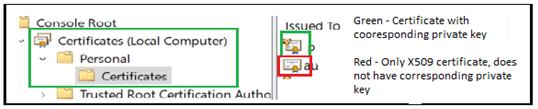 Console Root
Certificates (Local Computer)
Personal
Certificates
Trusted Root Certification Autho
Issued To
Green - Certificate with
cooresponding private
key
Red - Only X509 certificate, does
not have corresponding private
key